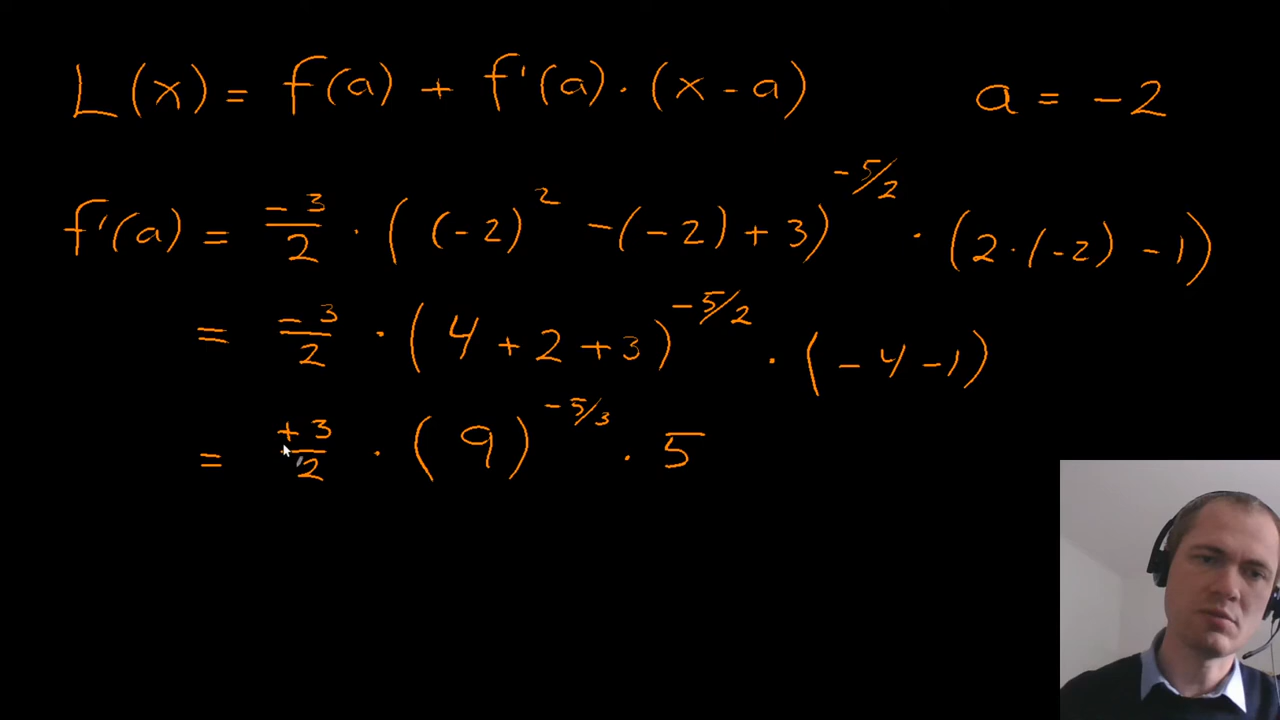 L(x) = f(a) + f'(a) · (x - a) a = -2
f'(a) = -3/2 · ((-2)^2 - (-2) + 3)^-5/2 · (2 · (-2) - 1)
= -3/2 · (4 + 2 + 3)^-5/2 · (-4 - 1)
= +3/2 · (9)^-5/3 · 5